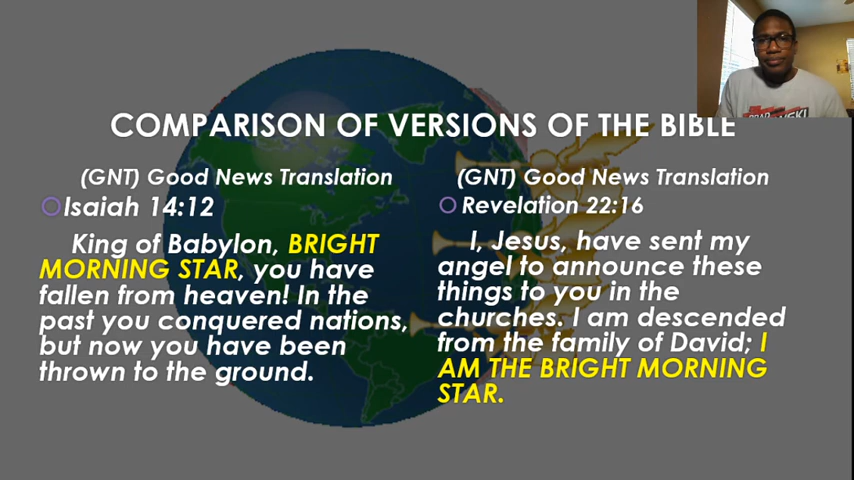 COMPARISON OF VERSIONS OF THE BIBLE
(GNT) Good News Translation
Isaiah 14:12
King of Babylon, BRIGHT
MORNING STAR, you have
fallen from heaven! In the
past you conquered nations,
but now you have been
thrown to the ground.
(GNT) Good News Translation
Revelation 22:16
I, Jesus, have sent my
angel to announce these
things to you in the
churches. I am descended
from the family of David; I
AM THE BRIGHT MORNING
STAR.